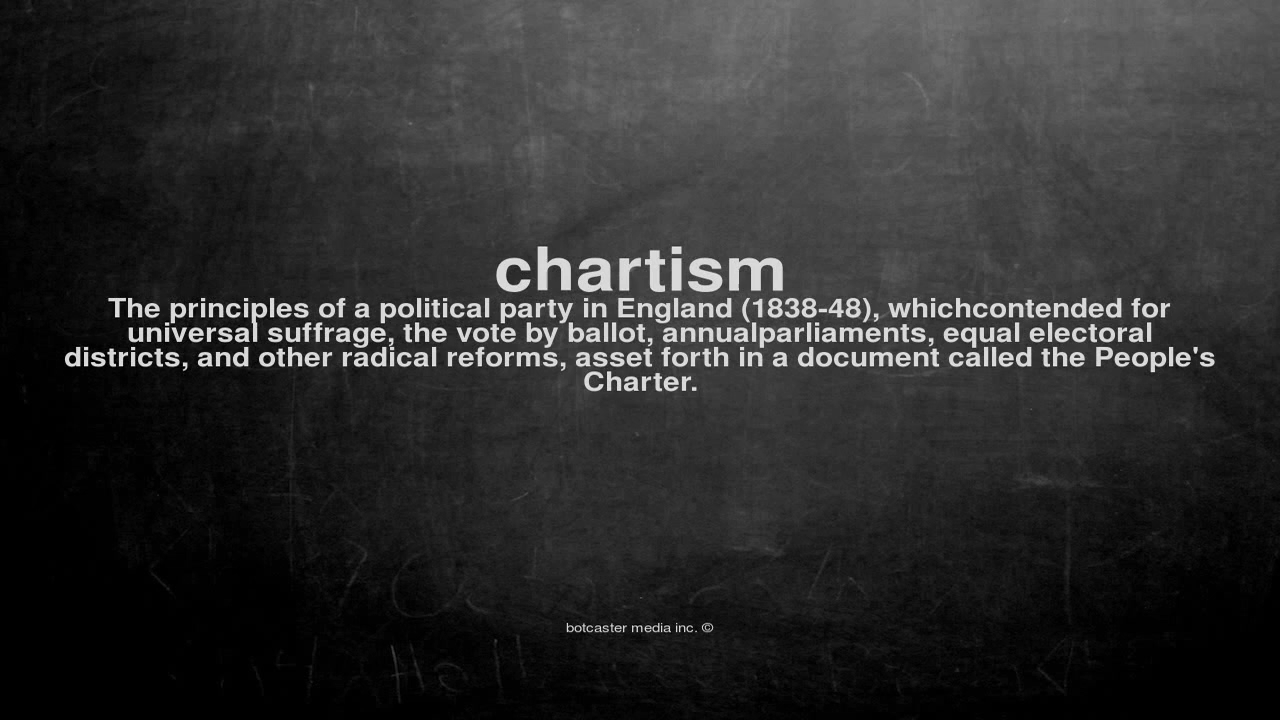 chartism
The principles of a political party in England (1838-48), whichcontended for
universal suffrage, the vote by ballot, annualparliaments, equal electoral
districts, and other radical reforms, asset forth in a document called the People's
Charter.
botcaster media inc. ©